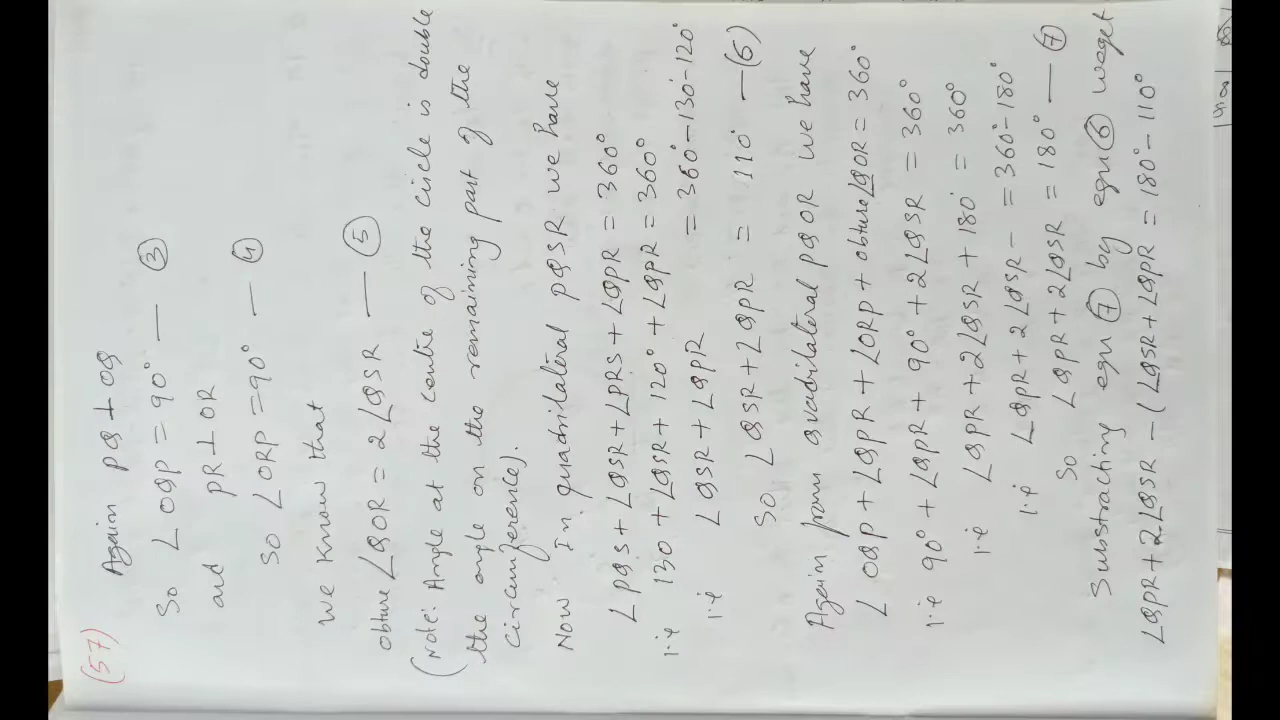 (57)
Again PQ ⊥ OQ
So ∠OQP = 90° — ③
and PR ⊥ OR
So ∠ORP = 90° — ④
We know that
obtuse ∠QOR = 2∠QSR — ⑤
(Note: Angle at the centre of the circle is double
the angle on the remaining part of the
circumference).
Now In quadrilateral PQSR we have
∠PQS + ∠QSR + ∠PRS + ∠QPR = 360°
i.e 130 + ∠QSR + 120° + ∠QPR = 360°
i.e ∠QSR + ∠QPR = 360° - 130° - 120°
So ∠QSR + ∠QPR = 110° — (6)
Again from quadrilateral PQOR we have
∠OQP + ∠QPR + ∠ORP + obtuse ∠QOR = 360°
i.e 90° + ∠QPR + 90° + 2∠QSR = 360°
i.e ∠QPR + 2∠QSR + 180° = 360°
i.e ∠QPR + 2∠QSR - = 360° - 180°
So ∠QPR + 2∠QSR = 180° — ⑦
Substracting equ ⑦ by equ ⑥ we get
∠QPR + 2∠QSR - (∠QSR + ∠QPR = 180° - 110°